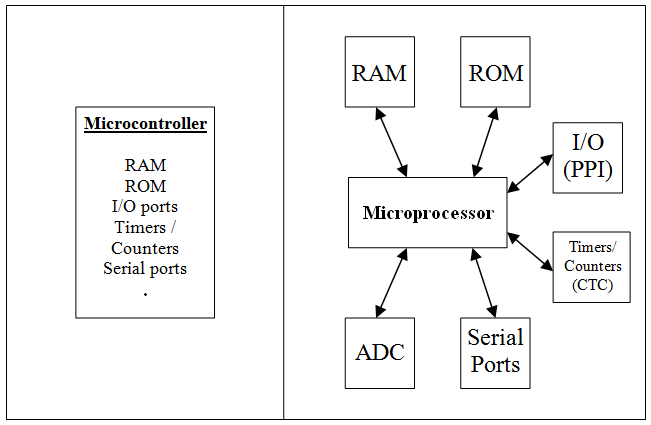 Microcontroller
RAM
ROM
I/O ports
Timers /
Counters
Serial ports
.
RAM
ROM
I/O
(PPI)
Microprocessor
Timers/
Counters
(CTC)
ADC
Serial
Ports